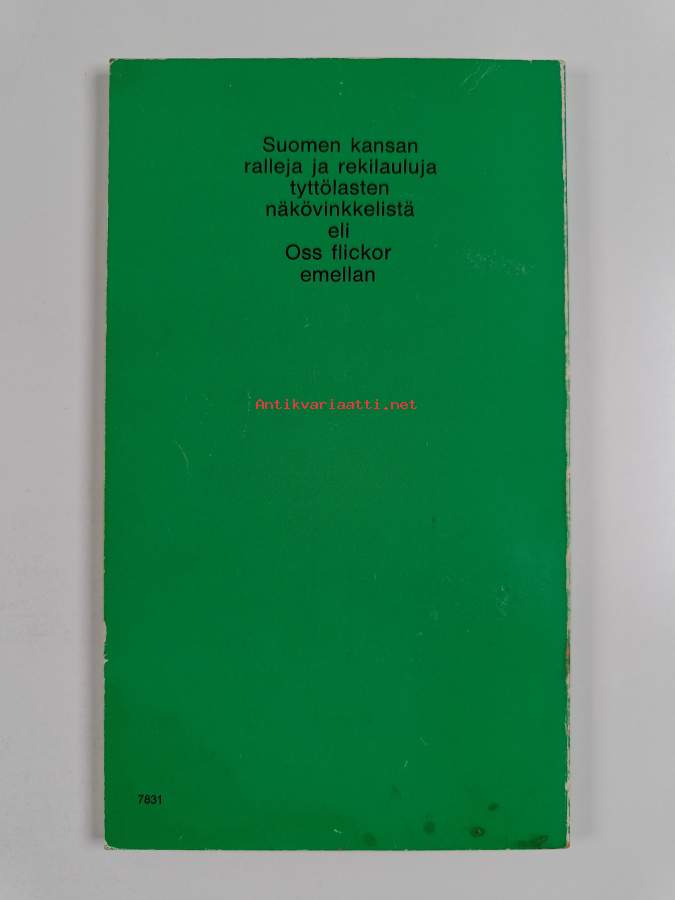 Suomen kansan
ralleja ja rekilauluja
tyttölasten
näkövinkkelistä
eli
Oss flickor
emellan
Antikvariaatti.net
7831